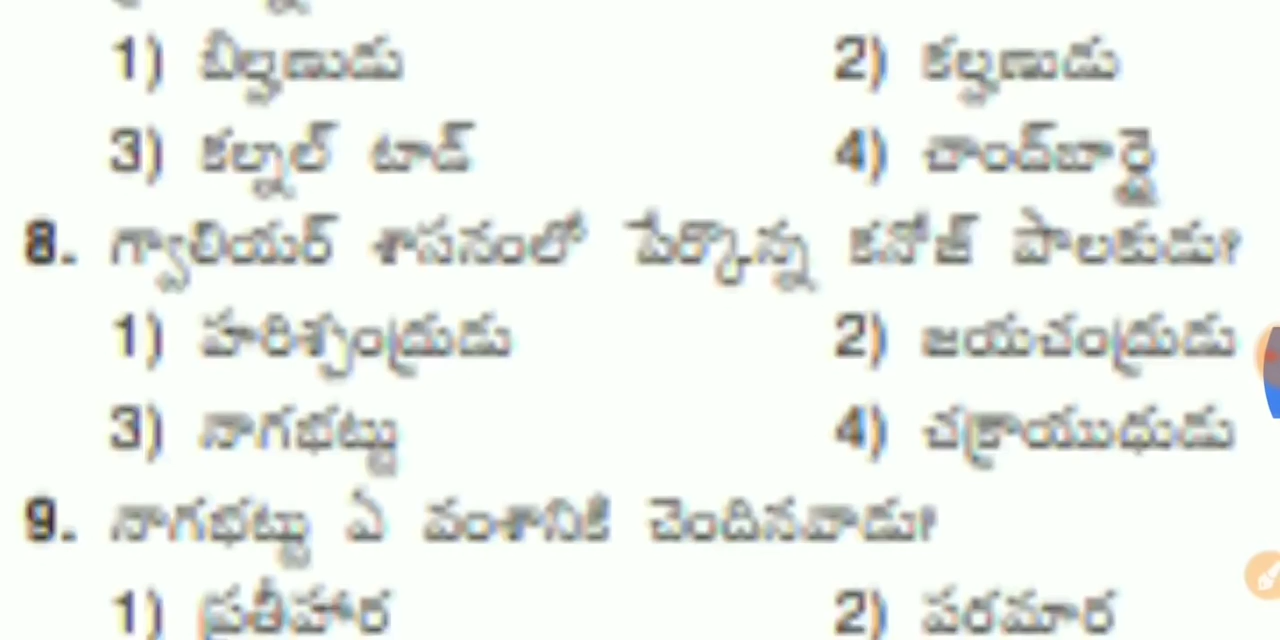 1) బిల్హణుడు 2) కల్హణుడు
3) కల్నల్ టాడ్ 4) చాంద్‌బార్దై
8. గ్వాలియర్ శాసనంలో పేర్కొన్న కనోజ్ పాలకుడు?
1) హరిశ్చంద్రుడు 2) జయచంద్రుడు
3) నాగభట్టు 4) చక్రాయుధుడు
9. నాగభట్టు ఏ వంశానికి చెందినవాడు?
1) ప్రతీహార 2) పరమార